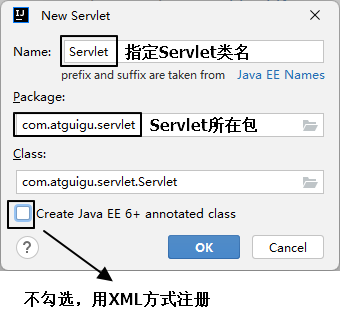 New Servlet
Name: Servlet 指定Servlet类名
prefix and suffix are taken from Java EE Names
Package:
com.atguigu.servlet Servlet所在包
Class:
com.atguigu.servlet.Servlet
Create Java EE 6+ annotated class
? OK Cancel
不勾选，用XML方式注册